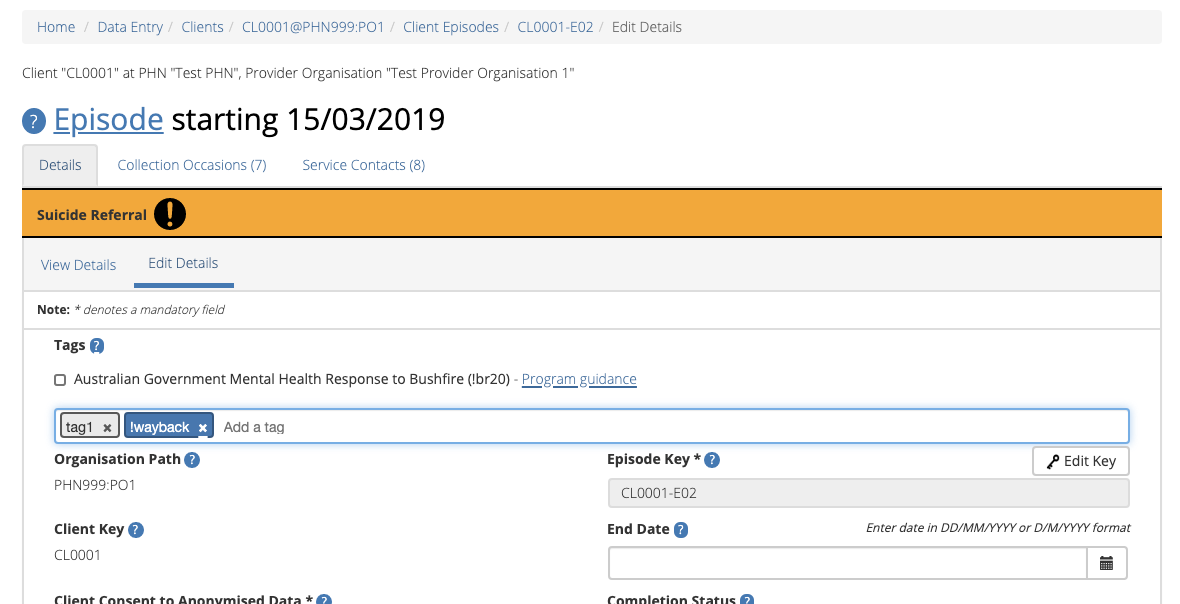 Home / Data Entry / Clients / CL0001@PHN999:PO1 / Client Episodes / CL0001-E02 / Edit Details
Client "CL0001" at PHN "Test PHN", Provider Organisation "Test Provider Organisation 1"
? Episode starting 15/03/2019
Details Collection Occasions (7) Service Contacts (8)
Suicide Referral !
View Details Edit Details
Note: * denotes a mandatory field
Tags ?
Australian Government Mental Health Response to Bushfire (!br20) - Program guidance
tag1 × !wayback × Add a tag
Organisation Path ? Episode Key * ? Edit Key
PHN999:PO1 CL0001-E02
Client Key ? End Date ? Enter date in DD/MM/YYYY or D/M/YYYY format
CL0001
Client Consent to Anonymised Data * ? Completion Status ?